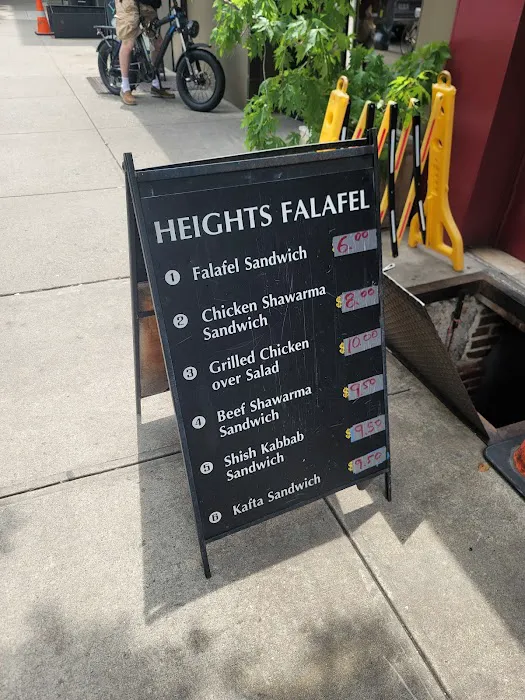 HEIGHTS FALAFEL
1 Falafel Sandwich 6.00
2 Chicken Shawarma $8.00
Sandwich
3 Grilled Chicken $10.00
over Salad
4 Beef Shawarma $9.50
Sandwich
5 Shish Kabbab $9.50
Sandwich
6 Kafta Sandwich $9.50